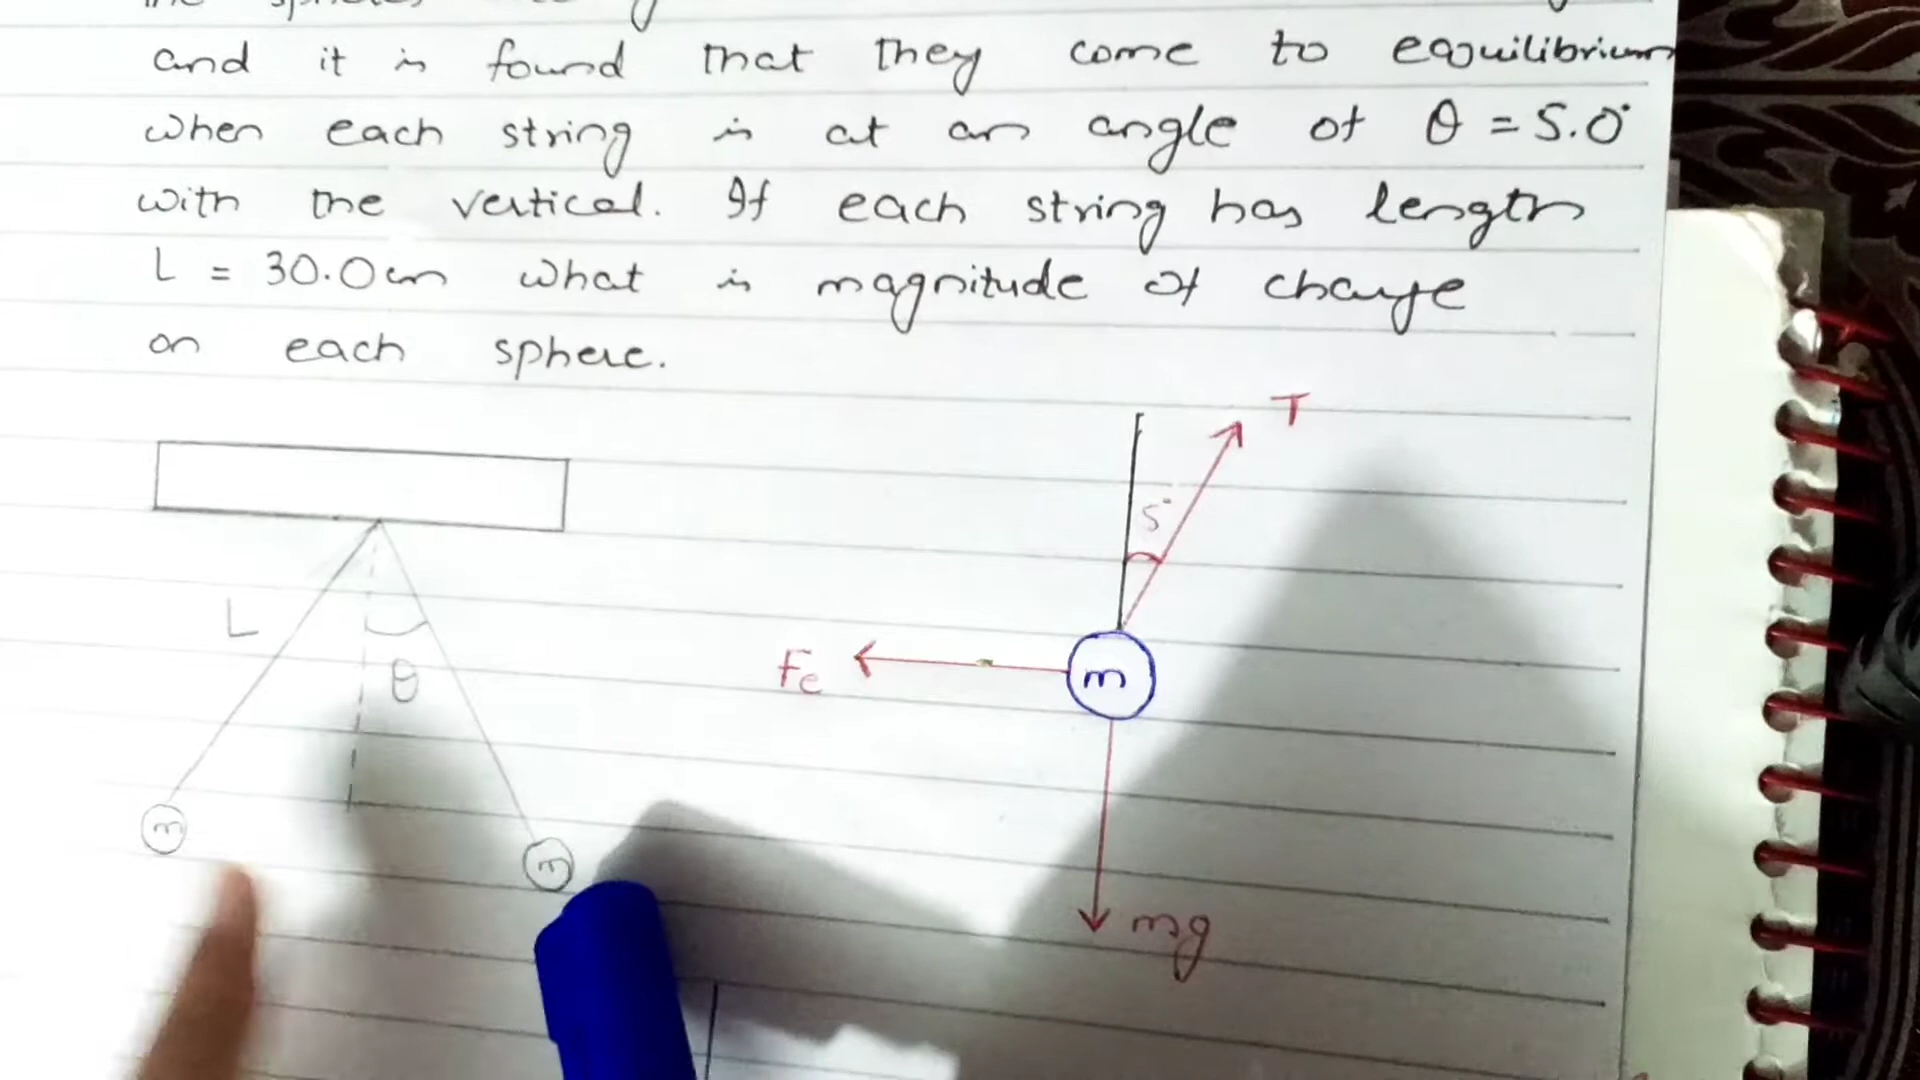 the spheres
and it is found that they come to equilibrium
when each string is at an angle of θ = 5.0°
with the vertical. If each string has length
L = 30.0cm what is magnitude of charge
on each sphere.
T
5°
L
θ
Fe
m
m
m
mg